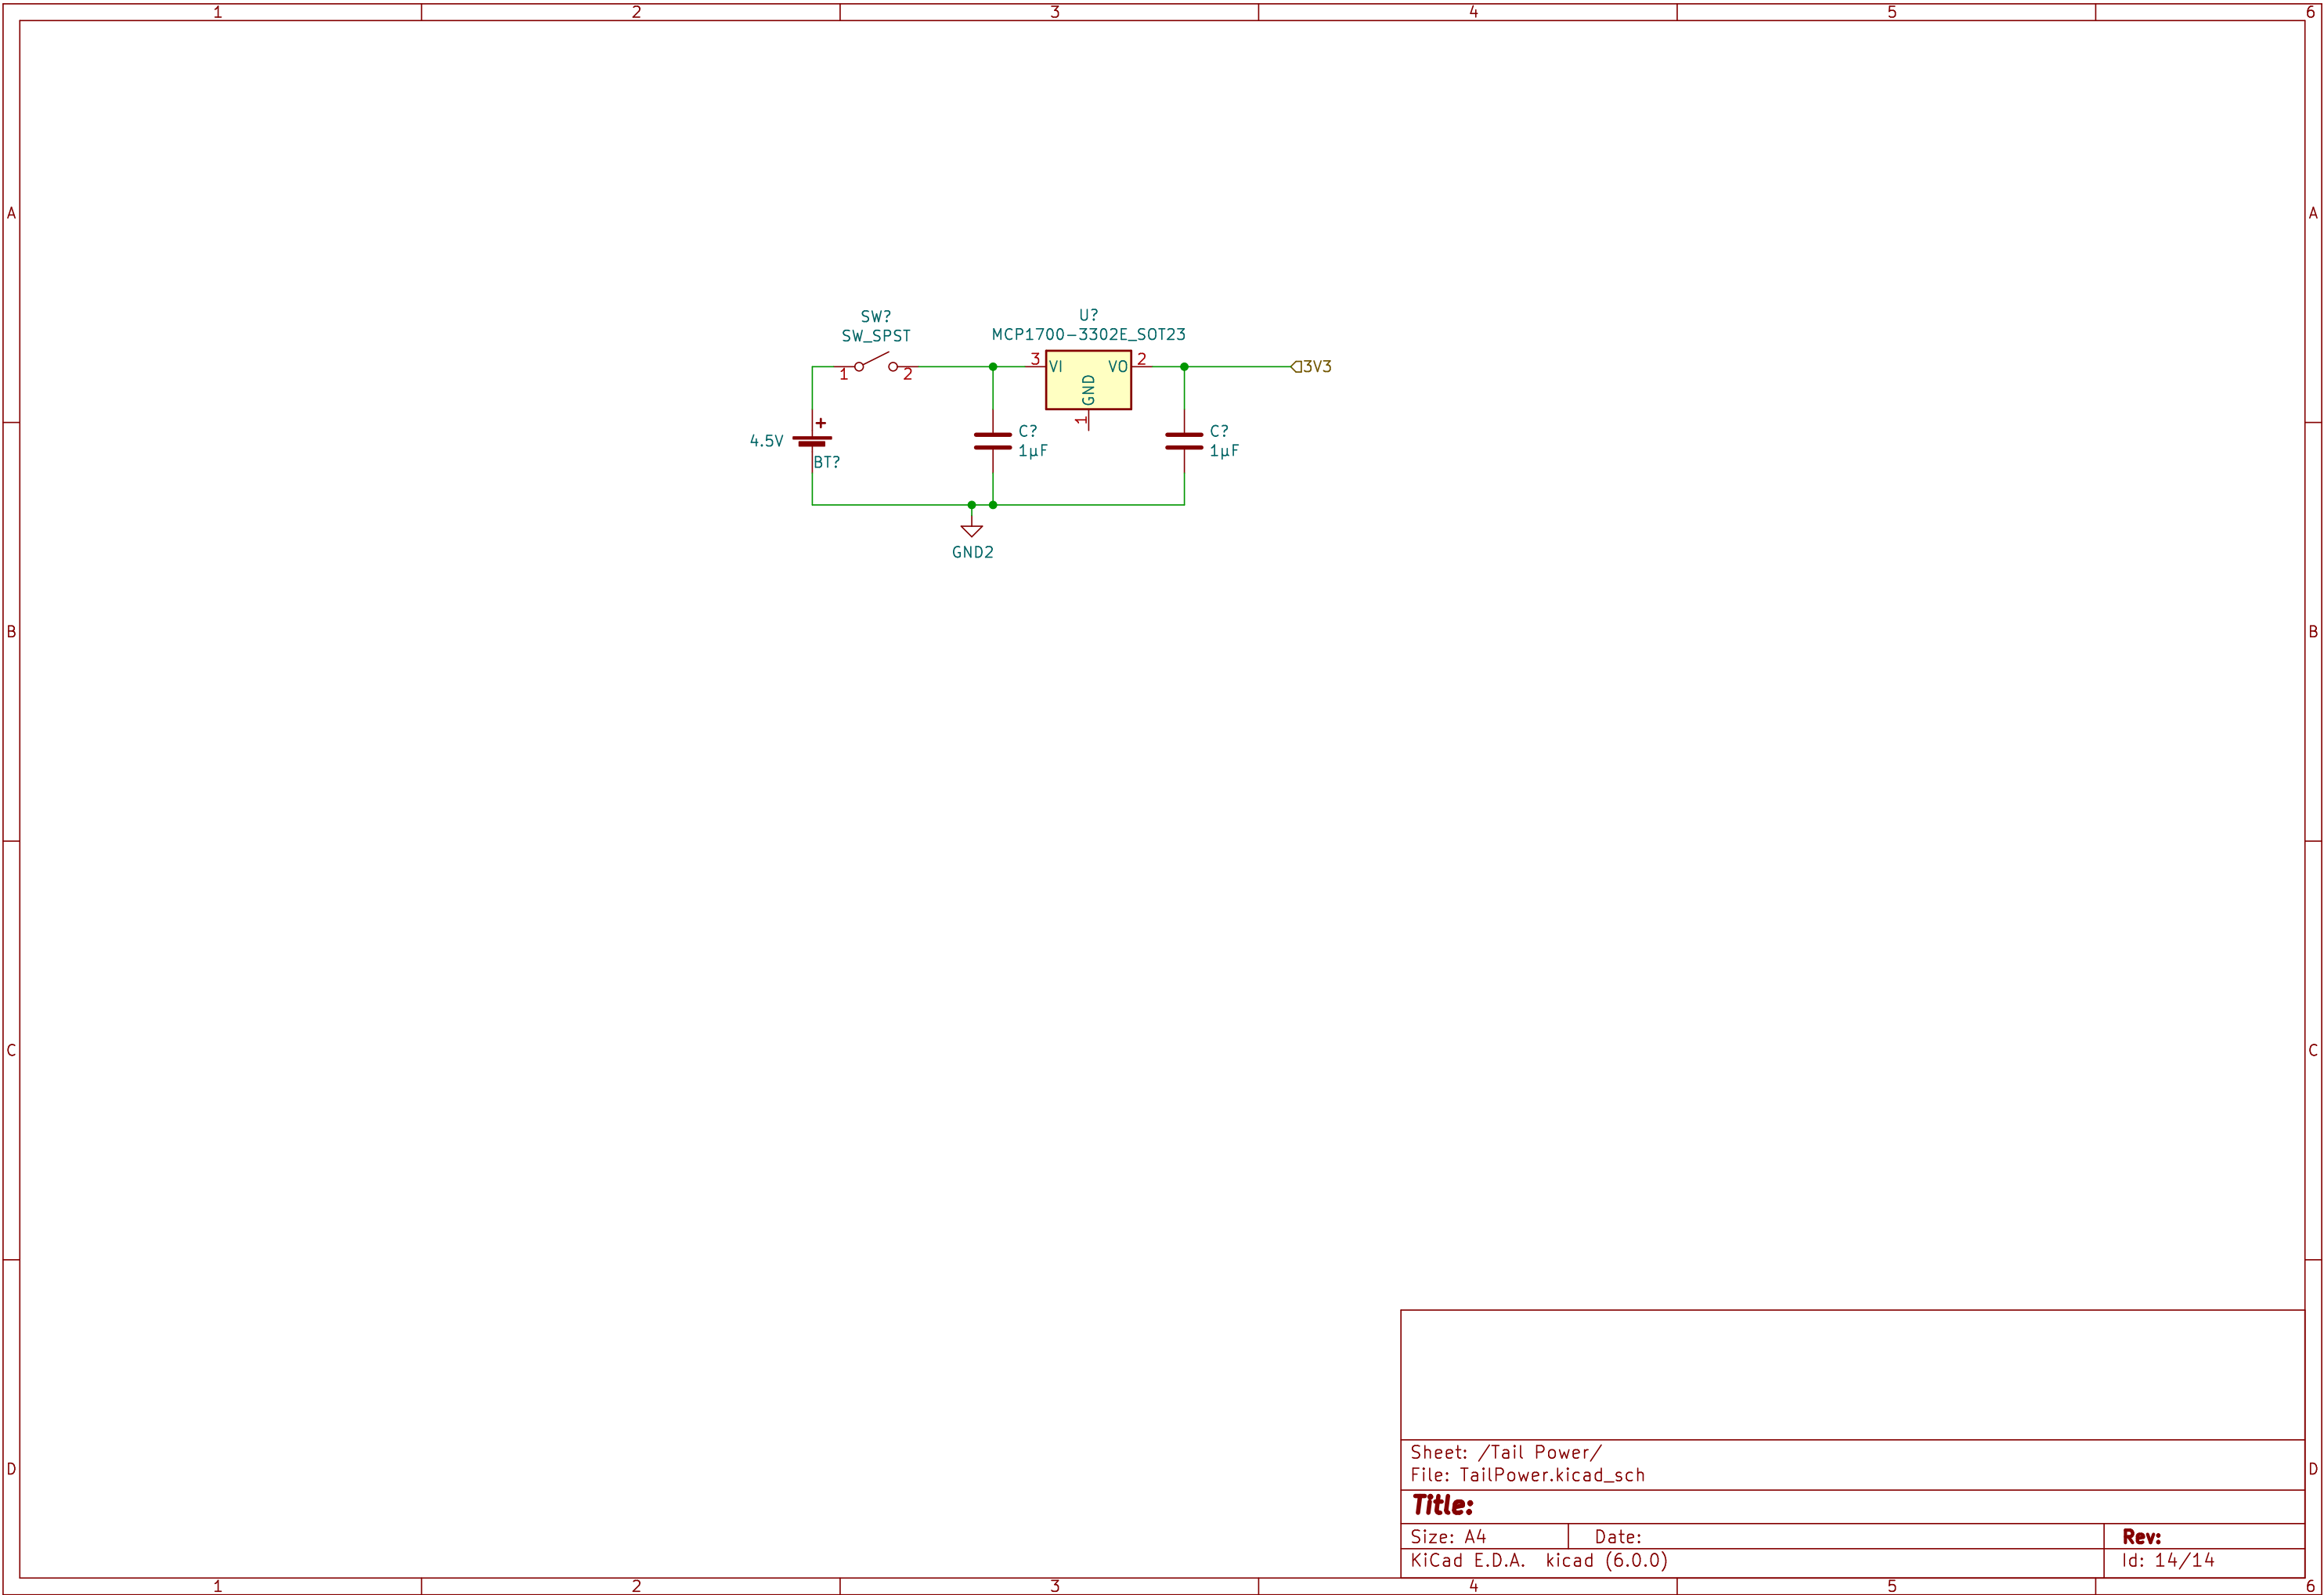 1 2 3 4 5 6
A A
SW?
SW_SPST
U?
MCP1700-3302E_SOT23
1 2
3 VI VO 2
GND
1
3V3
+
4.5V
BT?
C?
1µF
C?
1µF
GND2
B B
C C
D D
Sheet: /Tail Power/
File: TailPower.kicad_sch
Title:
Size: A4 Date: Rev:
KiCad E.D.A. kicad (6.0.0) Id: 14/14
1 2 3 4 5 6